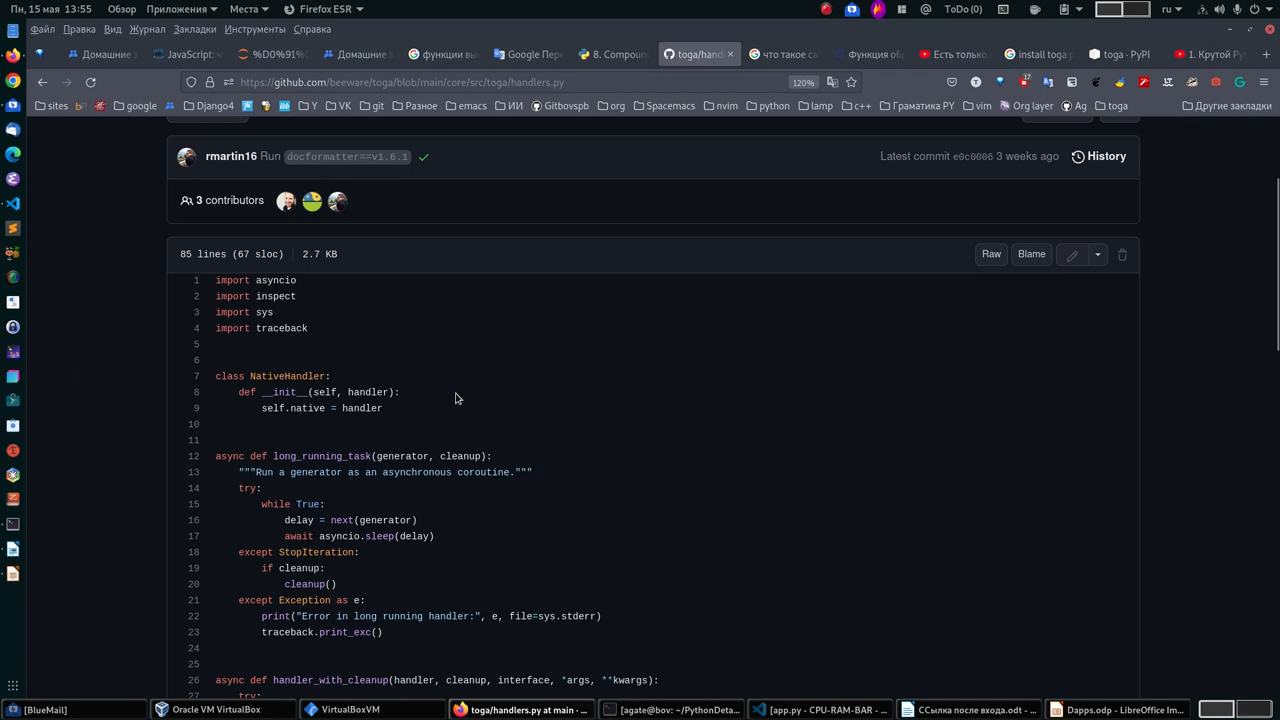 Пн, 15 мая 13:55 Обзор Приложения Места Firefox ESR ToDo(0) ru
Файл Правка Вид Журнал Закладки Инструменты Справка
Домашние JavaScript: %D0%91% Домашние функции вы Google Пере 8. Compoun toga/handl что такое са Функция об Есть только install toga p toga · PyPI 1. Крутой Py
https://github.com/beeware/toga/blob/main/core/src/toga/handlers.py 120% 17
sites google Django4 Y VK git Разное emacs ИИ Gitbovspb org Spacemacs nvim python lamp c++ Граматика РУ vim Org layer Ag toga Другие закладки
rmartin16 Run docformatter==v1.6.1 Latest commit e0c0006 3 weeks ago History
3 contributors
85 lines (67 sloc) 2.7 KB Raw Blame
1 import asyncio
2 import inspect
3 import sys
4 import traceback
5
6
7 class NativeHandler:
8 def __init__(self, handler):
9 self.native = handler
10
11
12 async def long_running_task(generator, cleanup):
13 """Run a generator as an asynchronous coroutine."""
14 try:
15 while True:
16 delay = next(generator)
17 await asyncio.sleep(delay)
18 except StopIteration:
19 if cleanup:
20 cleanup()
21 except Exception as e:
22 print("Error in long running handler:", e, file=sys.stderr)
23 traceback.print_exc()
24
25
26 async def handler_with_cleanup(handler, cleanup, interface, *args, **kwargs):
27 try:
[BlueMail] Oracle VM VirtualBox VirtualBoxVM toga/handlers.py at main · ... [agate@bov: ~/PythonDeta... [app.py - CPU-RAM-BAR - ... ССылка после входа.odt - ... Dapps.odp — LibreOffice Im...